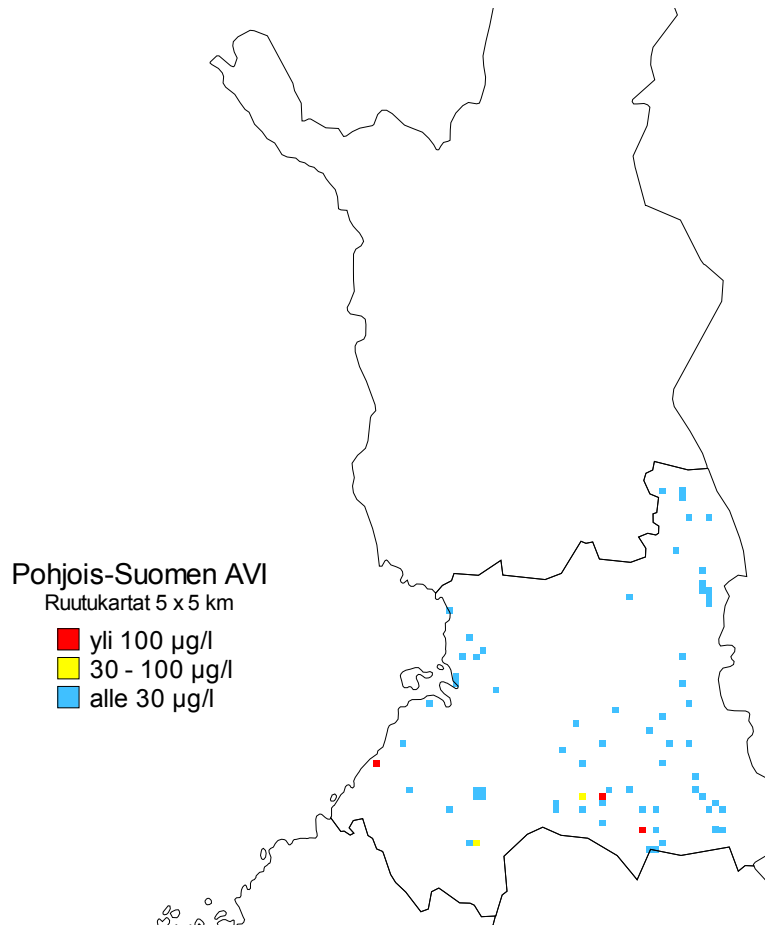 Pohjois-Suomen AVI
Ruutukartat 5 x 5 km
yli 100 µg/l
30 - 100 µg/l
alle 30 µg/l